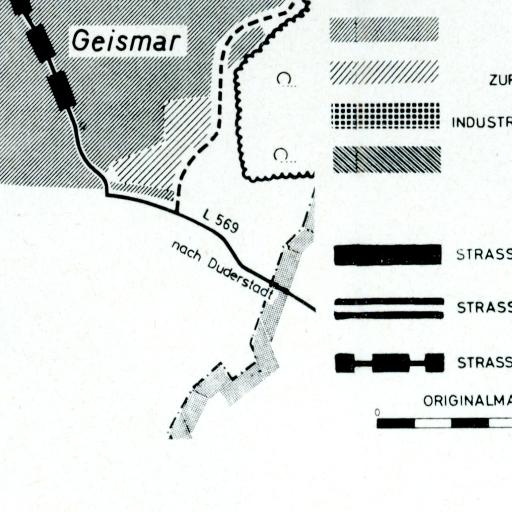 Geismar
ZUR
INDUSTR
L 569
nach Duderstadt
STRASS
STRASS
STRASS
ORIGINALMA
0